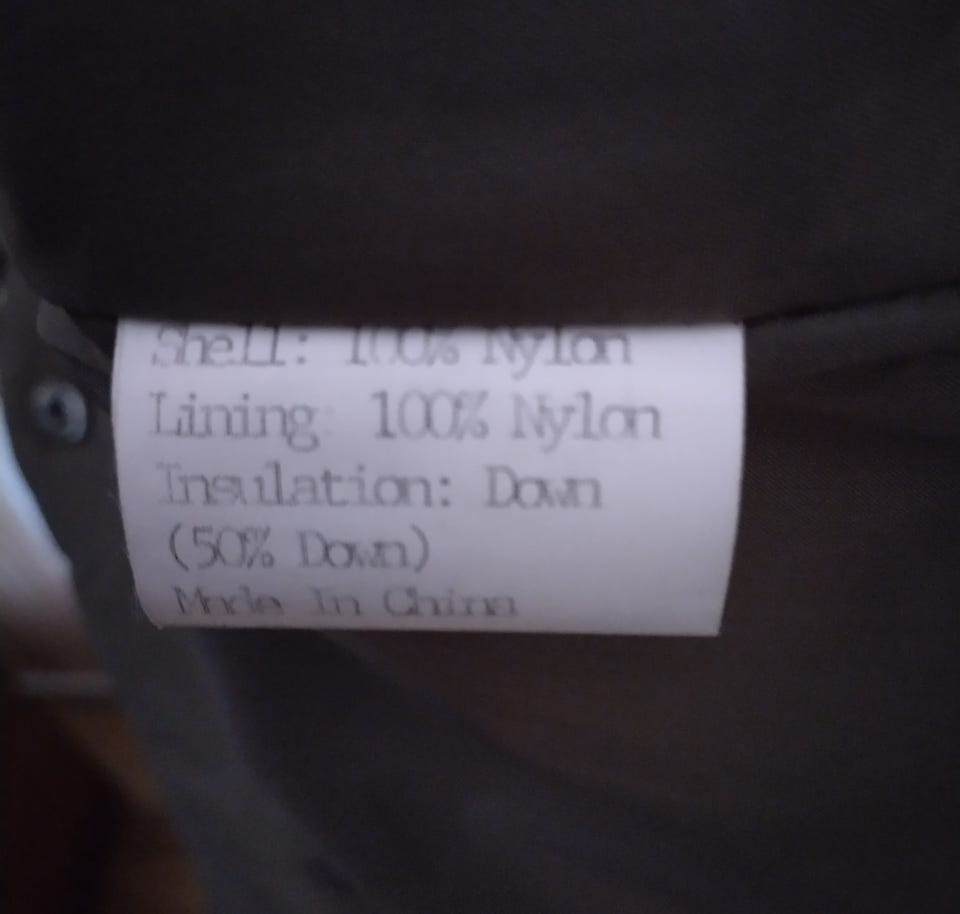 Shell: 100% Nylon
Lining 100% Nylon
Insulation: Down
(50% Down)
Made In China